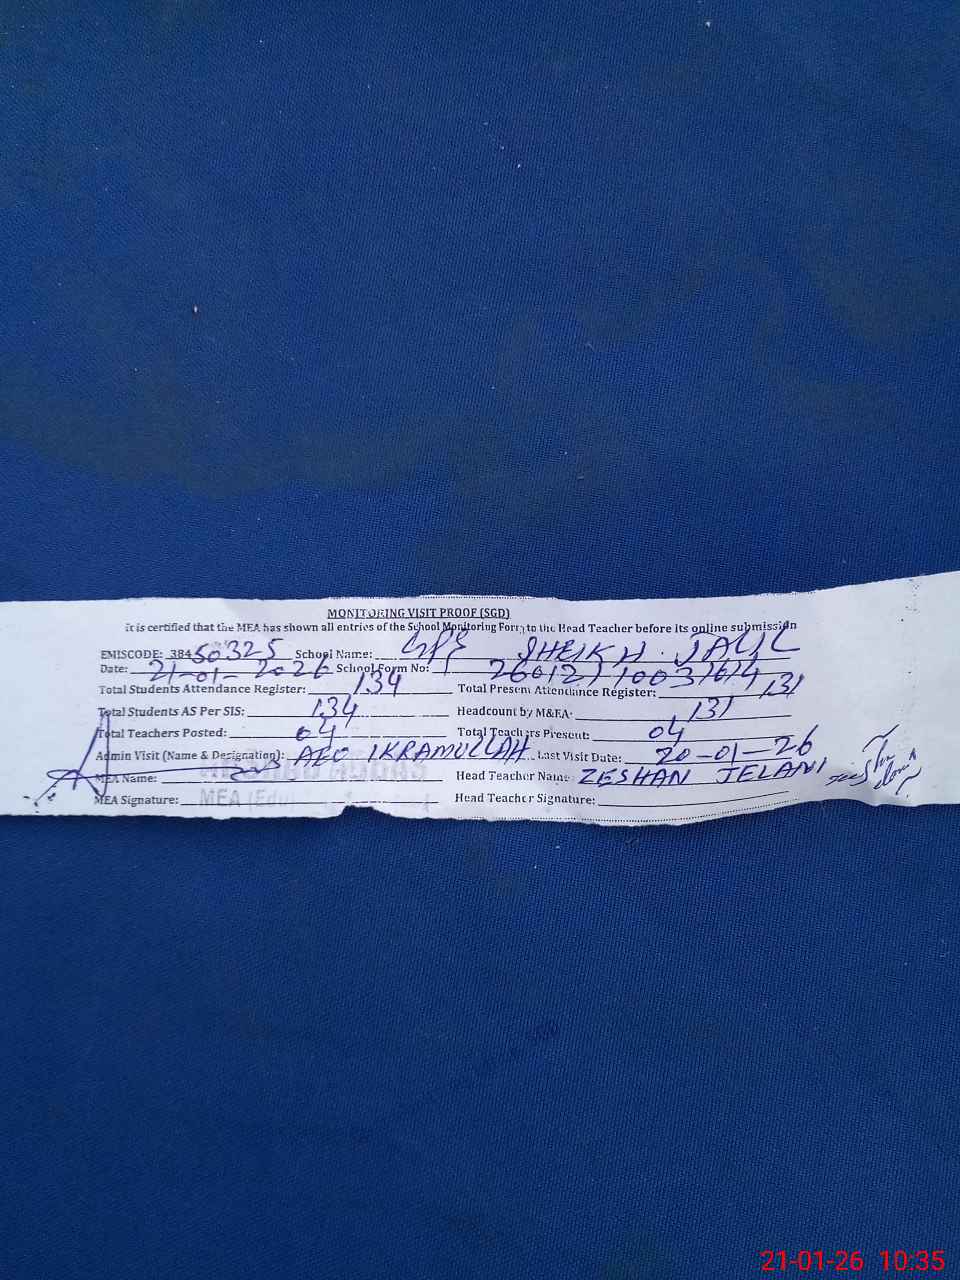 MONITORING VISIT PROOF (SGD)
It is certified that the MEA has shown all entries of the School Monitoring Form to the Head Teacher before its online submission
EMISCODE: 38450325 School Name: GPS SHEIKH JALIL
Date: 21-01-2026 School Form No:
Total Students Attendance Register: 134 Total Present Attendance Register: 131
Total Students AS Per SIS: 134 Headcount by MEA: 131
Total Teachers Posted: 04 Total Teachers Present: 04
Admin Visit (Name & Designation): AEO IKRAMULLAH Last Visit Date: 20-01-26
MEA Name: Head Teacher Name: ZESHAN JELANI
MEA Signature: MEA Head Teacher Signature:
21-01-26 10:35